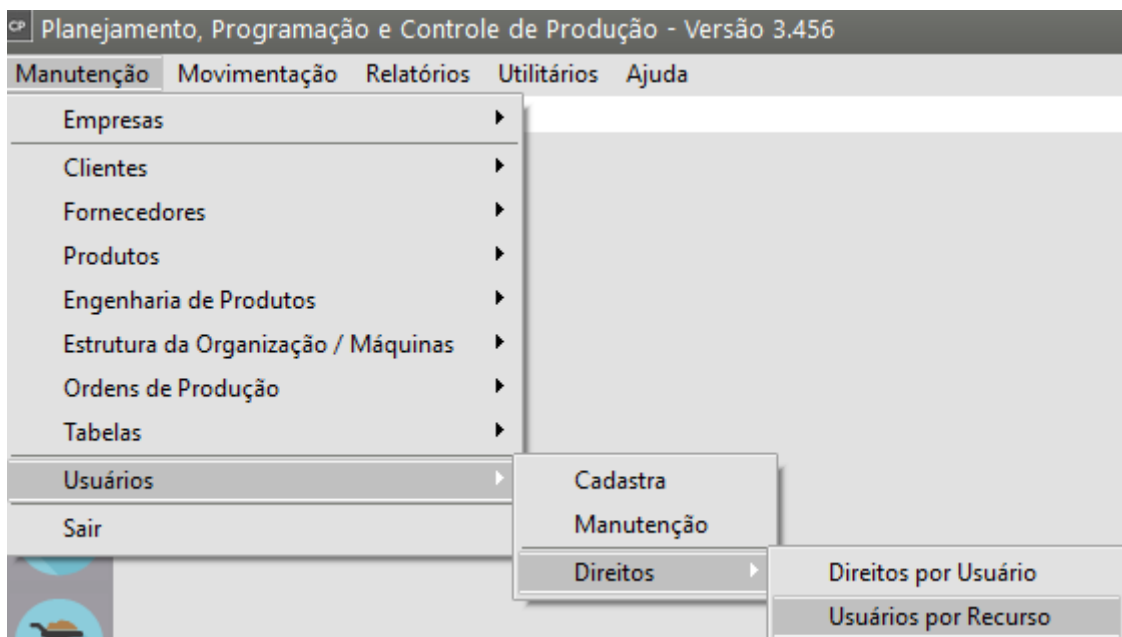 CP Planejamento, Programação e Controle de Produção - Versão 3.456
Manutenção Movimentação Relatórios Utilitários Ajuda
Empresas
Clientes
Fornecedores
Produtos
Engenharia de Produtos
Estrutura da Organização / Máquinas
Ordens de Produção
Tabelas
Usuários
Sair
Cadastra
Manutenção
Direitos
Direitos por Usuário
Usuários por Recurso